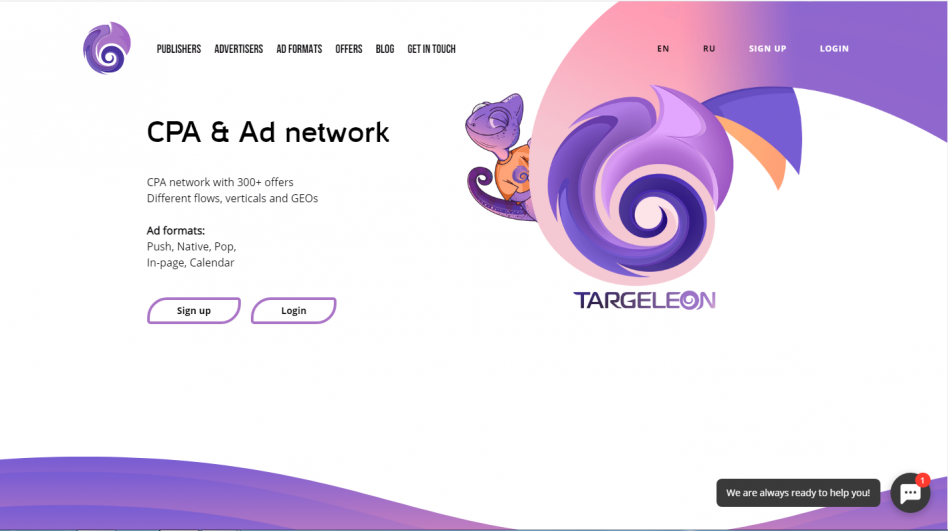 PUBLISHERS ADVERTISERS AD FORMATS OFFERS BLOG GET IN TOUCH EN RU SIGN UP LOGIN
CPA & Ad network
CPA network with 300+ offers
Different flows, verticals and GEOs
Ad formats:
Push, Native, Pop,
In-page, Calendar
Sign up Login
TARGELEON
We are always ready to help you! 1